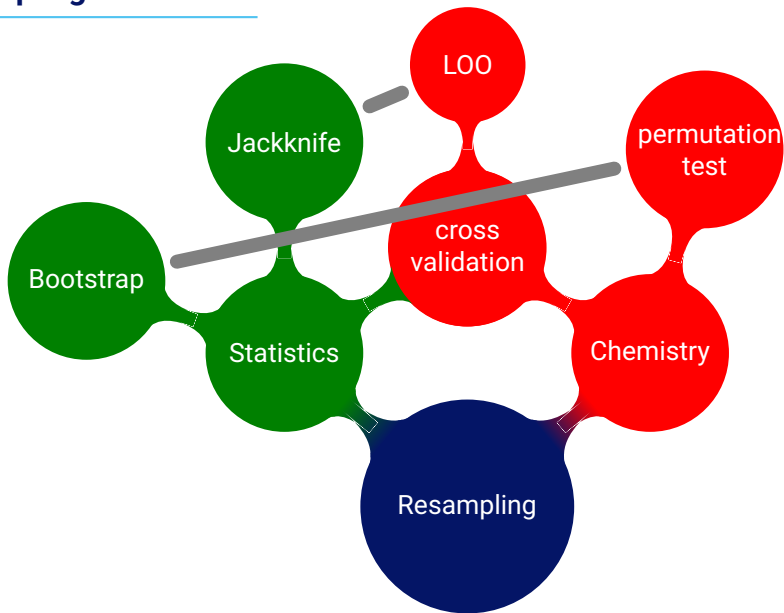 LOO
Jackknife
permutation
test
cross
validation
Bootstrap
Statistics
Chemistry
Resampling